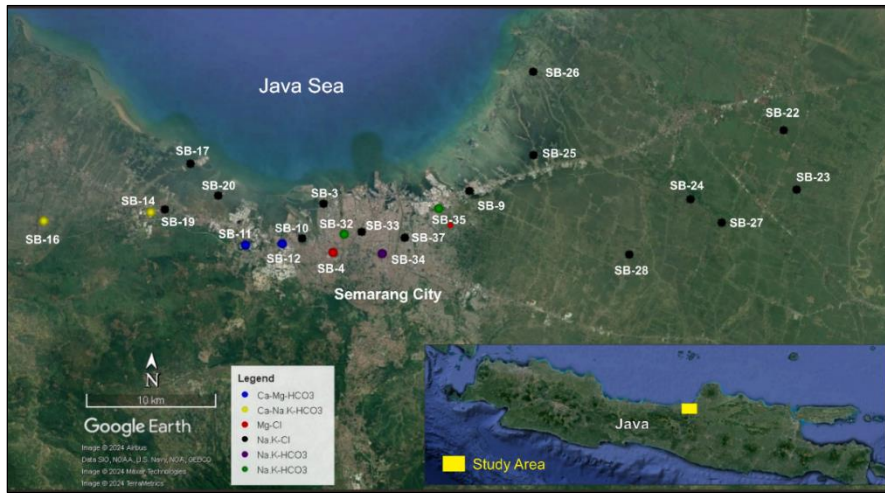 Java Sea
SB-26
SB-22
SB-17
SB-25
SB-20
SB-3
SB-9
SB-24
SB-23
SB-14
SB-19
SB-32
SB-33
SB-35
SB-16
SB-11
SB-10
SB-37
SB-27
SB-12
SB-4
SB-34
SB-28
Semarang City
N
10 km
Google Earth
Image © 2024 Airbus
Data SIO, NOAA, U.S. Navy, NGA, GEBCO
Image © 2024 Maxar Technologies
Image © 2024 TerraMetrics
Legend
Ca-Mg-HCO3
Ca-Na.K-HCO3
Mg-Cl
Na.K-Cl
Na.K-HCO3
Na.K-HCO3
Java
Study Area